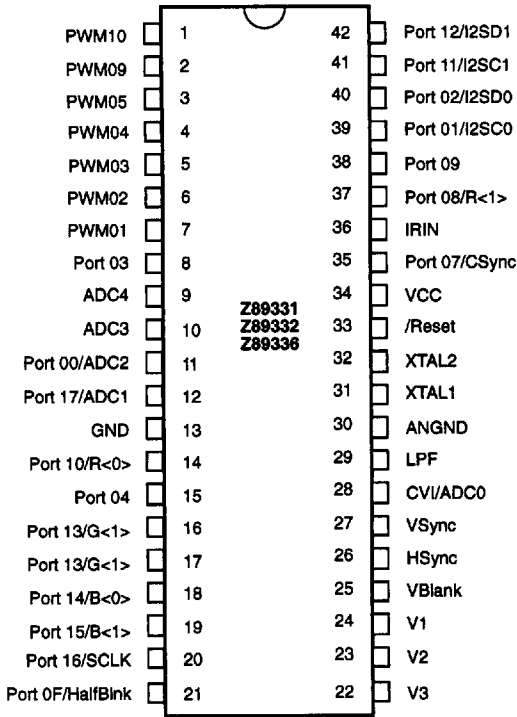 PWM10 1 42 Port 12/I2SD1
PWM09 2 41 Port 11/I2SC1
PWM05 3 40 Port 02/I2SD0
PWM04 4 39 Port 01/I2SC0
PWM03 5 38 Port 09
PWM02 6 37 Port 08/R<1>
PWM01 7 36 IRIN
Port 03 8 35 Port 07/CSync
ADC4 9 34 VCC
Z89331
ADC3 10 Z89332 33 /Reset
Z89336
Port 00/ADC2 11 32 XTAL2
Port 17/ADC1 12 31 XTAL1
GND 13 30 ANGND
Port 10/R<0> 14 29 LPF
Port 04 15 28 CVI/ADC0
Port 13/G<1> 16 27 VSync
Port 13/G<1> 17 26 HSync
Port 14/B<0> 18 25 VBlank
Port 15/B<1> 19 24 V1
Port 16/SCLK 20 23 V2
Port 0F/HalfBlnk 21 22 V3